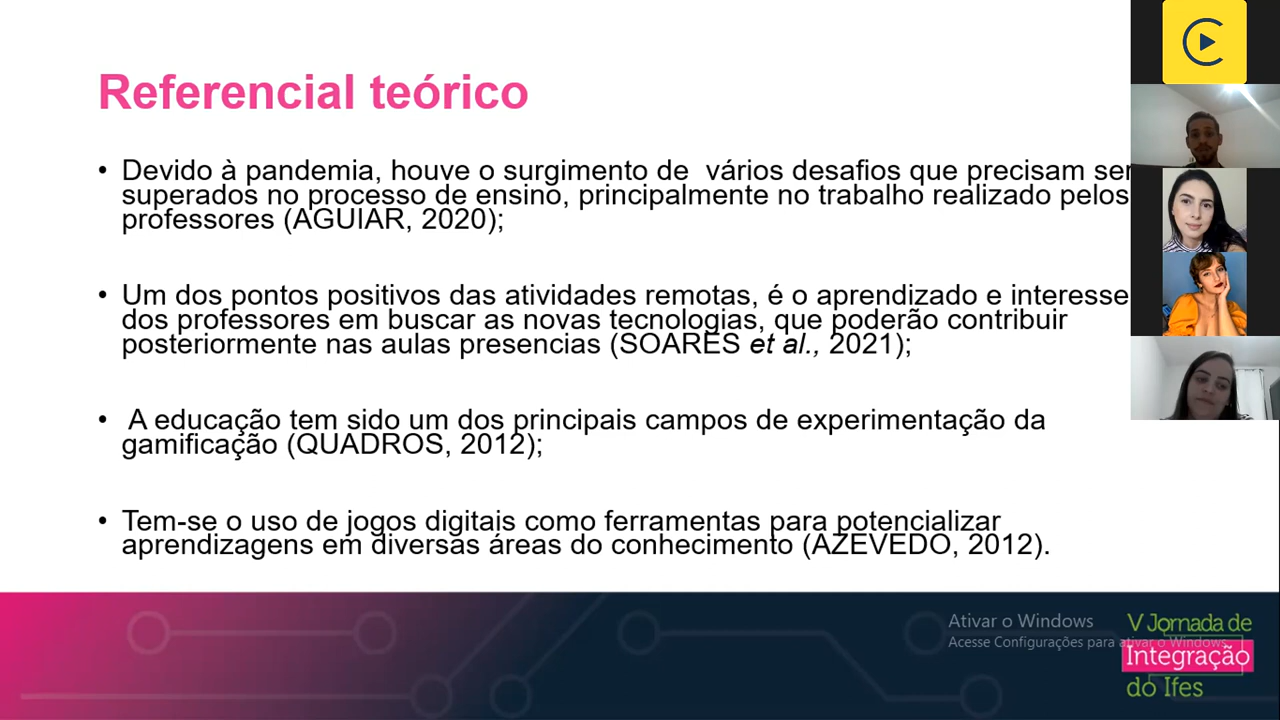 Referencial teórico
• Devido à pandemia, houve o surgimento de  vários desafios que precisam ser
superados no processo de ensino, principalmente no trabalho realizado pelos
professores (AGUIAR, 2020);
• Um dos pontos positivos das atividades remotas, é o aprendizado e interesse
dos professores em buscar as novas tecnologias, que poderão contribuir
posteriormente nas aulas presencias (SOARES et al., 2021);
• A educação tem sido um dos principais campos de experimentação da
gamificação (QUADROS, 2012);
• Tem-se o uso de jogos digitais como ferramentas para potencializar
aprendizagens em diversas áreas do conhecimento (AZEVEDO, 2012).
Ativar o Windows
Acesse Configurações para ativar o Windows.
V Jornada de
Integração
do Ifes